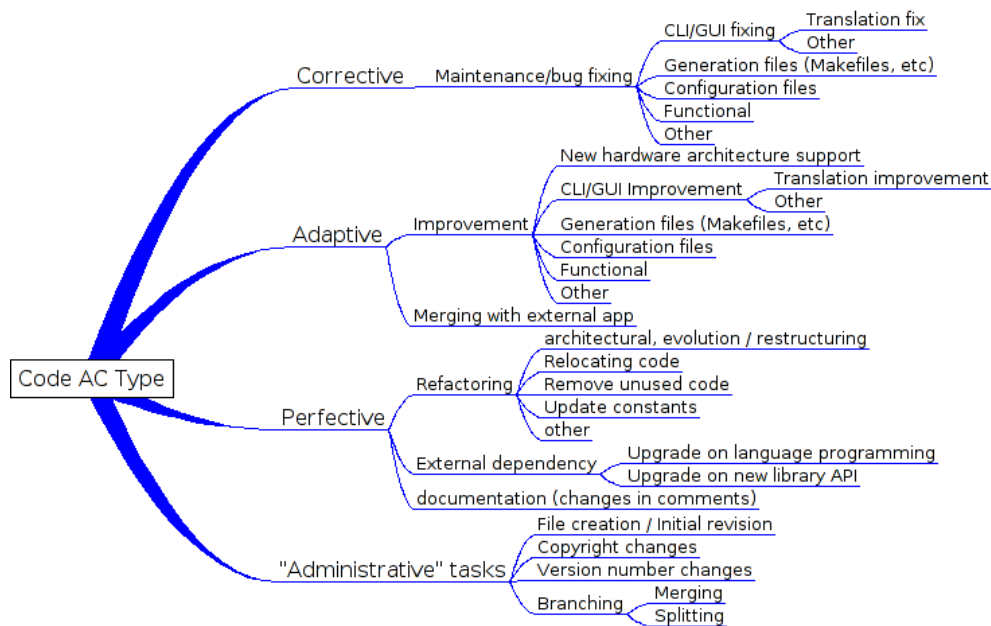 Code AC Type
Corrective
Maintenance/bug fixing
CLI/GUI fixing
Translation fix
Other
Generation files (Makefiles, etc)
Configuration files
Functional
Other
Adaptive
Improvement
New hardware architecture support
CLI/GUI Improvement
Translation improvement
Other
Generation files (Makefiles, etc)
Configuration files
Functional
Other
Merging with external app
Perfective
Refactoring
architectural, evolution / restructuring
Relocating code
Remove unused code
Update constants
other
External dependency
Upgrade on language programming
Upgrade on new library API
documentation (changes in comments)
"Administrative" tasks
File creation / Initial revision
Copyright changes
Version number changes
Branching
Merging
Splitting